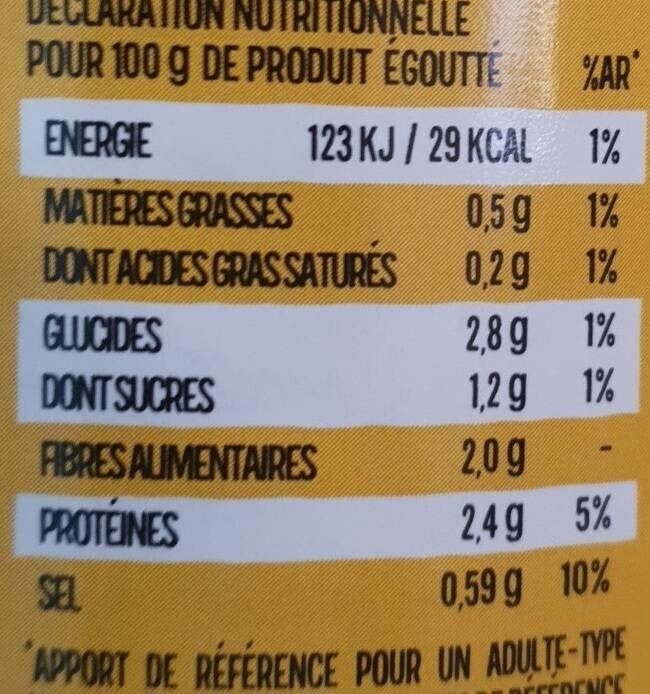 DÉCLARATION NUTRITIONNELLE
POUR 100 g DE PRODUIT ÉGOUTTÉ %AR*
ENERGIE 123 KJ / 29 KCAL 1%
MATIÈRES GRASSES 0,5 g 1%
DONT ACIDES GRAS SATURÉS 0,2 g 1%
GLUCIDES 2,8 g 1%
DONT SUCRES 1,2 g 1%
FIBRES ALIMENTAIRES 2,0 g -
PROTÉINES 2,4 g 5%
SEL 0,59 g 10%
*APPORT DE RÉFÉRENCE POUR UN ADULTE-TYPE